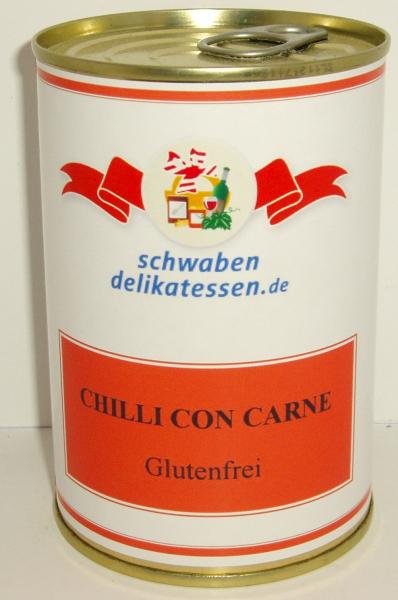 schwaben
delikatessen.de
CHILLI CON CARNE
Glutenfrei